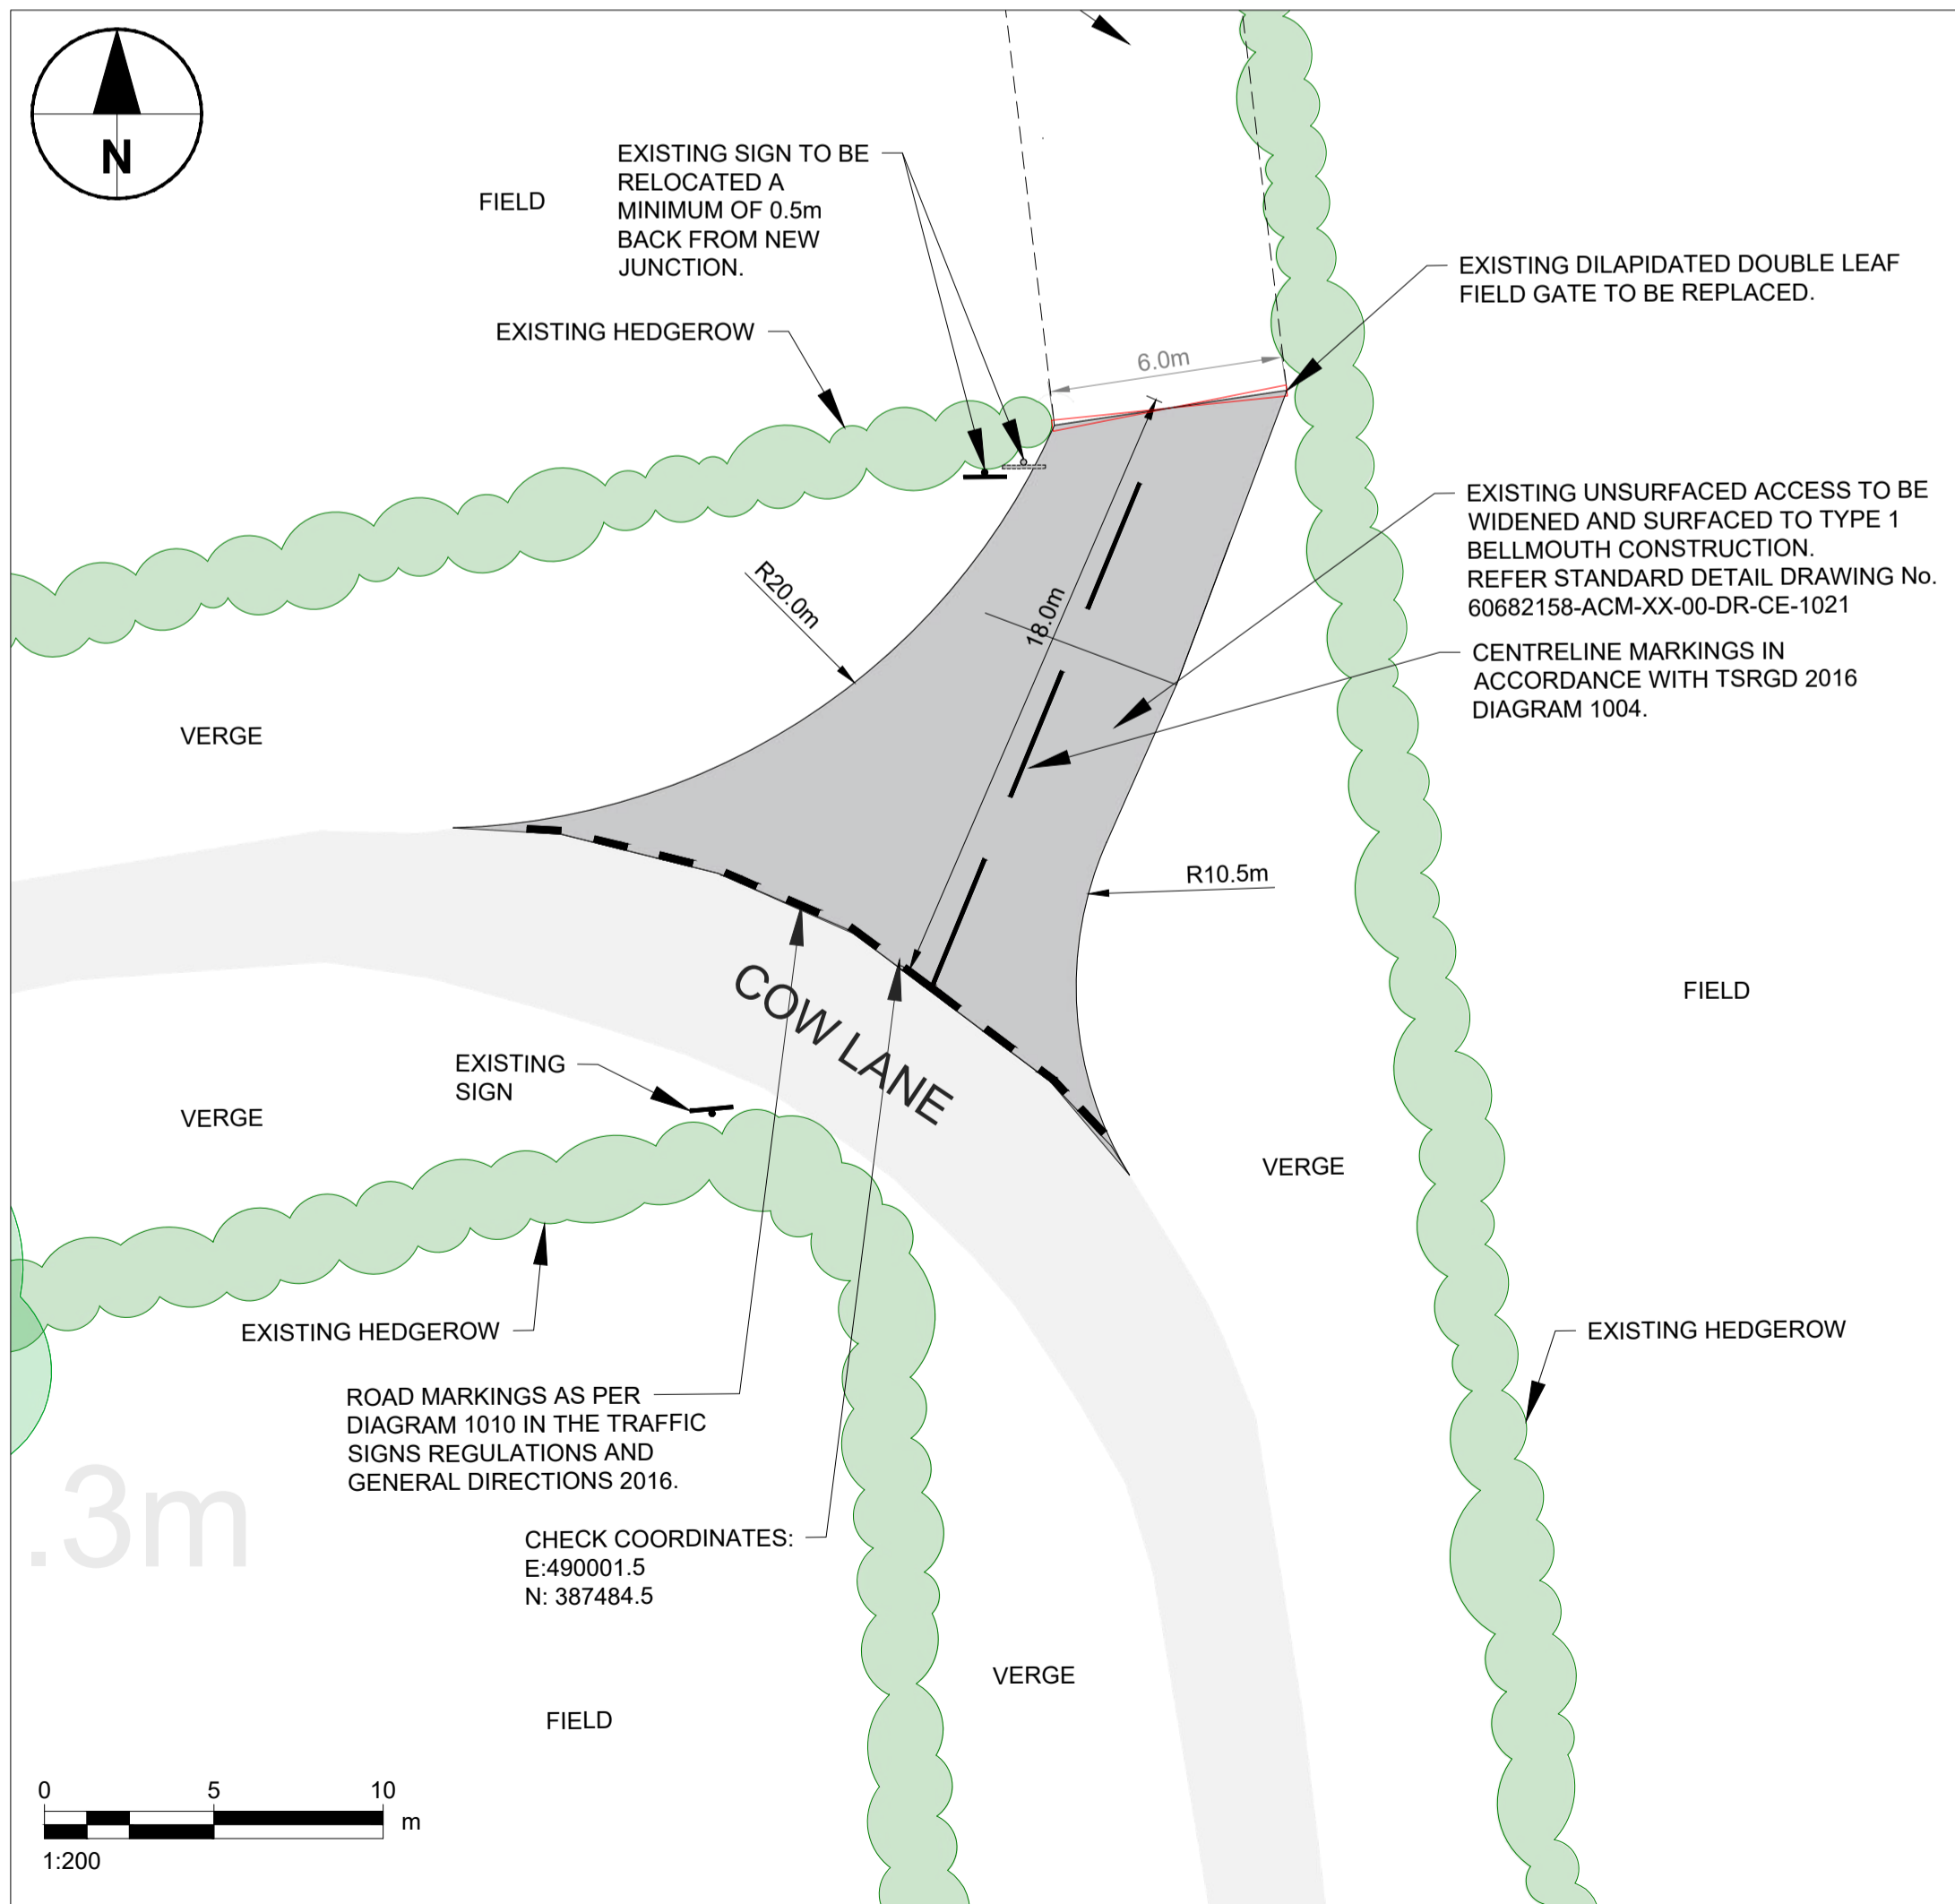 N
FIELD
EXISTING SIGN TO BE
RELOCATED A
MINIMUM OF 0.5m
BACK FROM NEW
JUNCTION.
EXISTING HEDGEROW
6.0m
EXISTING DILAPIDATED DOUBLE LEAF
FIELD GATE TO BE REPLACED.
EXISTING UNSURFACED ACCESS TO BE
WIDENED AND SURFACED TO TYPE 1
BELLMOUTH CONSTRUCTION.
REFER STANDARD DETAIL DRAWING No.
60682158-ACM-XX-00-DR-CE-1021
R20.0m
18.0m
CENTRELINE MARKINGS IN
ACCORDANCE WITH TSRGD 2016
DIAGRAM 1004.
VERGE
R10.5m
COW LANE
FIELD
EXISTING
SIGN
VERGE
VERGE
EXISTING HEDGEROW
EXISTING HEDGEROW
ROAD MARKINGS AS PER
DIAGRAM 1010 IN THE TRAFFIC
SIGNS REGULATIONS AND
GENERAL DIRECTIONS 2016.
.3m
CHECK COORDINATES:
E:490001.5
N: 387484.5
VERGE
FIELD
0 5 10
m
1:200